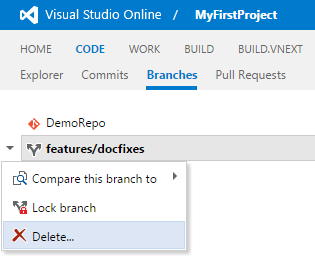 Visual Studio Online / MyFirstProject
HOME CODE WORK BUILD BUILD.VNEXT
Explorer Commits Branches Pull Requests
DemoRepo
features/docfixes
Compare this branch to
Lock branch
Delete...